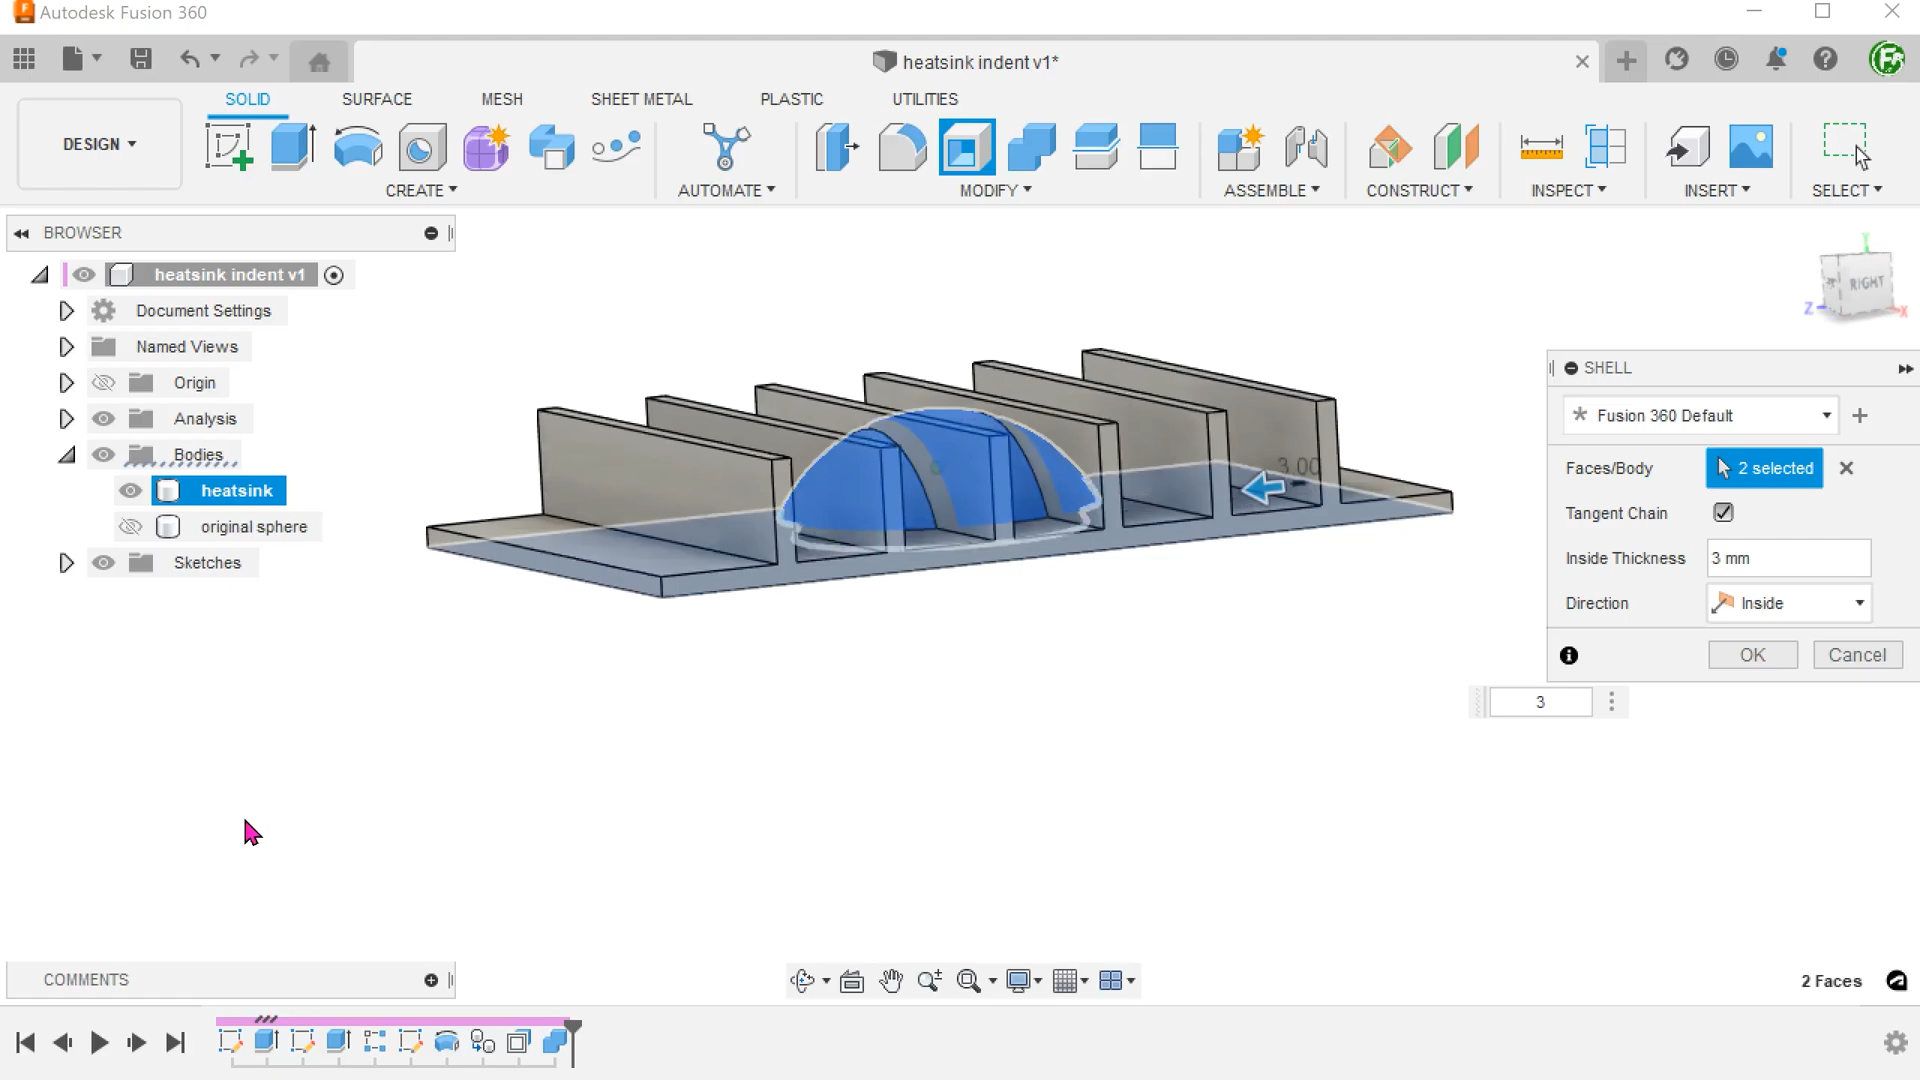 Autodesk Fusion 360
heatsink indent v1*
DESIGN
SOLID
SURFACE
MESH
SHEET METAL
PLASTIC
UTILITIES
CREATE
AUTOMATE
MODIFY
ASSEMBLE
CONSTRUCT
INSPECT
INSERT
SELECT
BROWSER
heatsink indent v1
Document Settings
Named Views
Origin
Analysis
Bodies
heatsink
original sphere
Sketches
3.00
Y
RIGHT
Z
X
SHELL
Fusion 360 Default
Faces/Body
2 selected
Tangent Chain
Inside Thickness
3 mm
Direction
Inside
OK
Cancel
3
COMMENTS
2 Faces